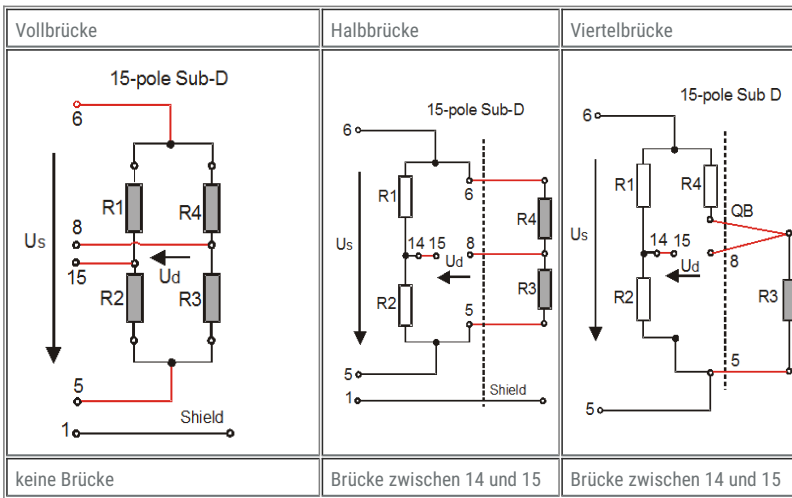 Vollbrücke
Halbbrücke
Viertelbrücke
15-pole Sub-D
6
R1
R4
Us
8
15
Ud
R2
R3
5
Shield
1
15-pole Sub-D
6
R1
6
R4
Us
14 15
8
Ud
R2
R3
5
5
1
Shield
15-pole Sub D
6
R1
R4
QB
Us
14 15
8
Ud
R2
R3
5
5
keine Brücke
Brücke zwischen 14 und 15
Brücke zwischen 14 und 15